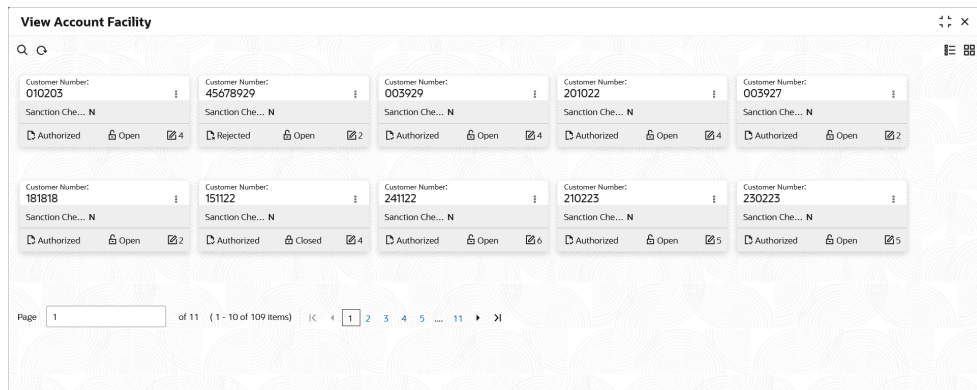 View Account Facility
Customer Number: Customer Number: Customer Number: Customer Number: Customer Number:
010203 45678929 003929 201022 003927
Sanction Che... N Sanction Che... N Sanction Che... N Sanction Che... N Sanction Che... N
Authorized Open 4 Rejected Open 2 Authorized Open 4 Authorized Open 4 Authorized Open 2
Customer Number: Customer Number: Customer Number: Customer Number: Customer Number:
181818 151122 241122 210223 230223
Sanction Che... N Sanction Che... N Sanction Che... N Sanction Che... N Sanction Che... N
Authorized Open 2 Authorized Closed 4 Authorized Open 6 Authorized Open 5 Authorized Open 5
Page 1 of 11 (1 - 10 of 109 items) 1 2 3 4 5 .... 11